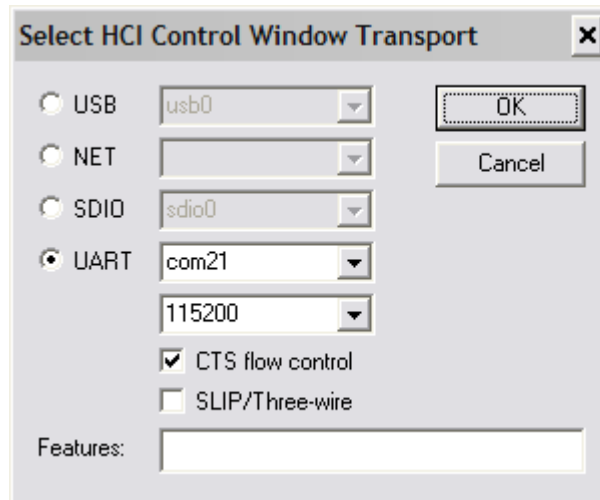 Select HCI Control Window Transport
USB usb0 OK
NET Cancel
SDIO sdio0
UART com21
115200
CTS flow control
SLIP/Three-wire
Features: